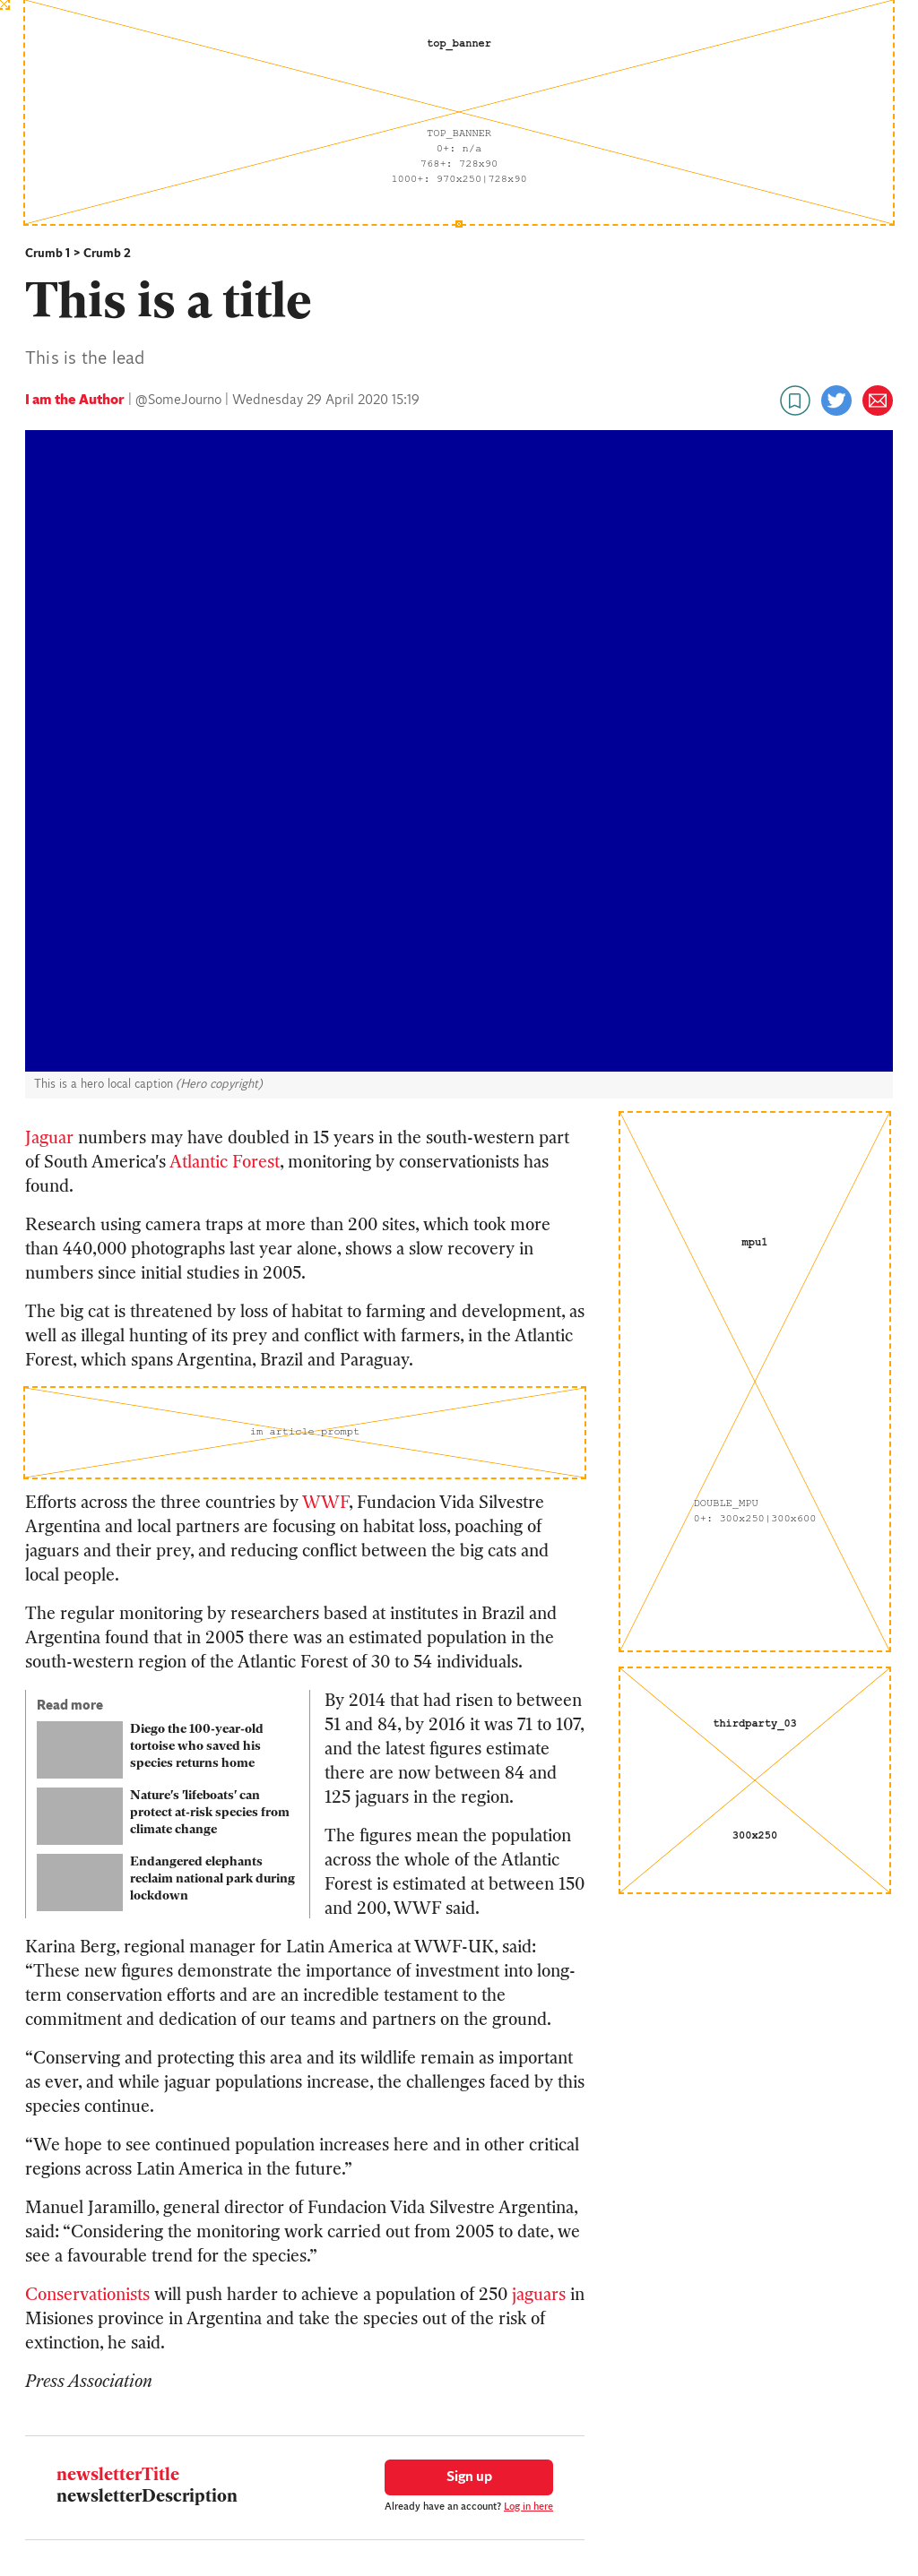 top_banner
TOP_BANNER
0+: n/a
768+: 728x90
1000+: 970x250|728x90
Crumb 1 > Crumb 2
This is a title
This is the lead
I am the Author | @SomeJourno | Wednesday 29 April 2020 15:19
This is a hero local caption (Hero copyright)
Jaguar numbers may have doubled in 15 years in the south-western part
of South America's Atlantic Forest, monitoring by conservationists has
found.
Research using camera traps at more than 200 sites, which took more
than 440,000 photographs last year alone, shows a slow recovery in
numbers since initial studies in 2005.
The big cat is threatened by loss of habitat to farming and development, as
well as illegal hunting of its prey and conflict with farmers, in the Atlantic
Forest, which spans Argentina, Brazil and Paraguay.
im article prompt
Efforts across the three countries by WWF, Fundacion Vida Silvestre
Argentina and local partners are focusing on habitat loss, poaching of
jaguars and their prey, and reducing conflict between the big cats and
local people.
The regular monitoring by researchers based at institutes in Brazil and
Argentina found that in 2005 there was an estimated population in the
south-western region of the Atlantic Forest of 30 to 54 individuals.
Read more
Diego the 100-year-old
tortoise who saved his
species returns home
Nature's 'lifeboats' can
protect at-risk species from
climate change
Endangered elephants
reclaim national park during
lockdown
By 2014 that had risen to between
51 and 84, by 2016 it was 71 to 107,
and the latest figures estimate
there are now between 84 and
125 jaguars in the region.
The figures mean the population
across the whole of the Atlantic
Forest is estimated at between 150
and 200, WWF said.
Karina Berg, regional manager for Latin America at WWF-UK, said:
“These new figures demonstrate the importance of investment into long-
term conservation efforts and are an incredible testament to the
commitment and dedication of our teams and partners on the ground.
“Conserving and protecting this area and its wildlife remain as important
as ever, and while jaguar populations increase, the challenges faced by this
species continue.
“We hope to see continued population increases here and in other critical
regions across Latin America in the future.”
Manuel Jaramillo, general director of Fundacion Vida Silvestre Argentina,
said: “Considering the monitoring work carried out from 2005 to date, we
see a favourable trend for the species.”
Conservationists will push harder to achieve a population of 250 jaguars in
Misiones province in Argentina and take the species out of the risk of
extinction, he said.
Press Association
newsletterTitle
newsletterDescription
Sign up
Already have an account? Log in here
mpu1
DOUBLE_MPU
0+: 300x250|300x600
thirdparty_03
300x250